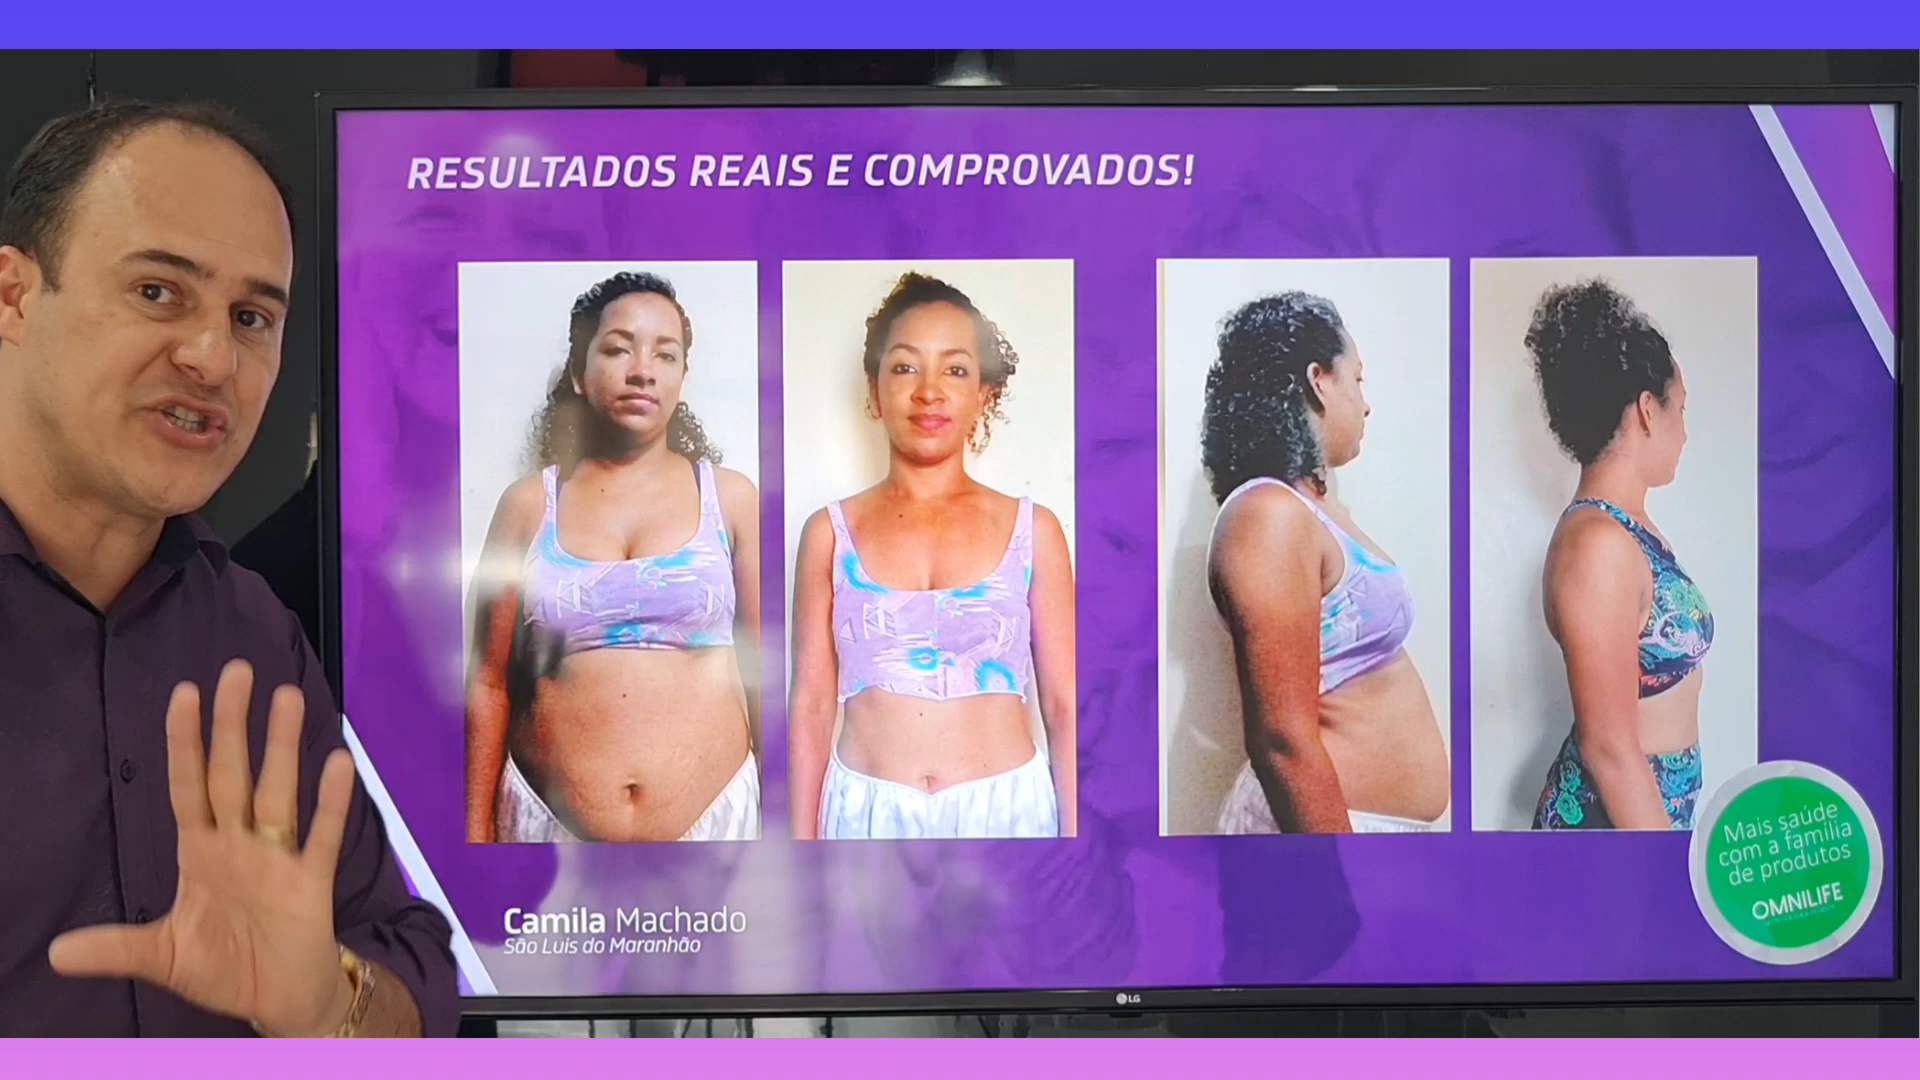 RESULTADOS REAIS E COMPROVADOS!
Camila Machado
São Luis do Maranhão
Mais saúde
com a família
de produtos
OMNILIFE
LG